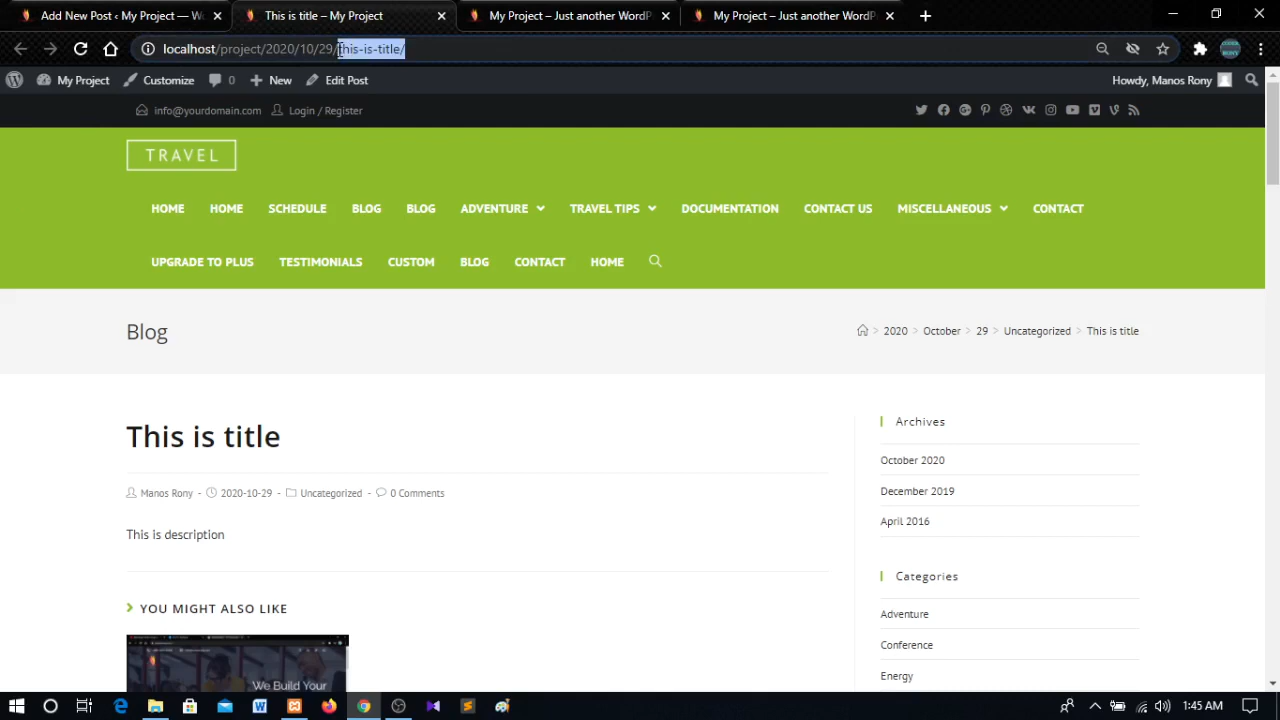 Add New Post ‹ My Project — W
This is title – My Project
My Project – Just another WordP
My Project – Just another WordP
localhost/project/2020/10/29/this-is-title/
My Project
Customize
0
New
Edit Post
Howdy, Manos Rony
info@yourdomain.com
Login / Register
TRAVEL
HOME HOME SCHEDULE BLOG BLOG ADVENTURE TRAVEL TIPS DOCUMENTATION CONTACT US MISCELLANEOUS CONTACT
UPGRADE TO PLUS TESTIMONIALS CUSTOM BLOG CONTACT HOME
Blog
> 2020 > October > 29 > Uncategorized > This is title
This is title
Manos Rony - 2020-10-29 - Uncategorized - 0 Comments
This is description
YOU MIGHT ALSO LIKE
We Build Your
Archives
October 2020
December 2019
April 2016
Categories
Adventure
Conference
Energy
1:45 AM